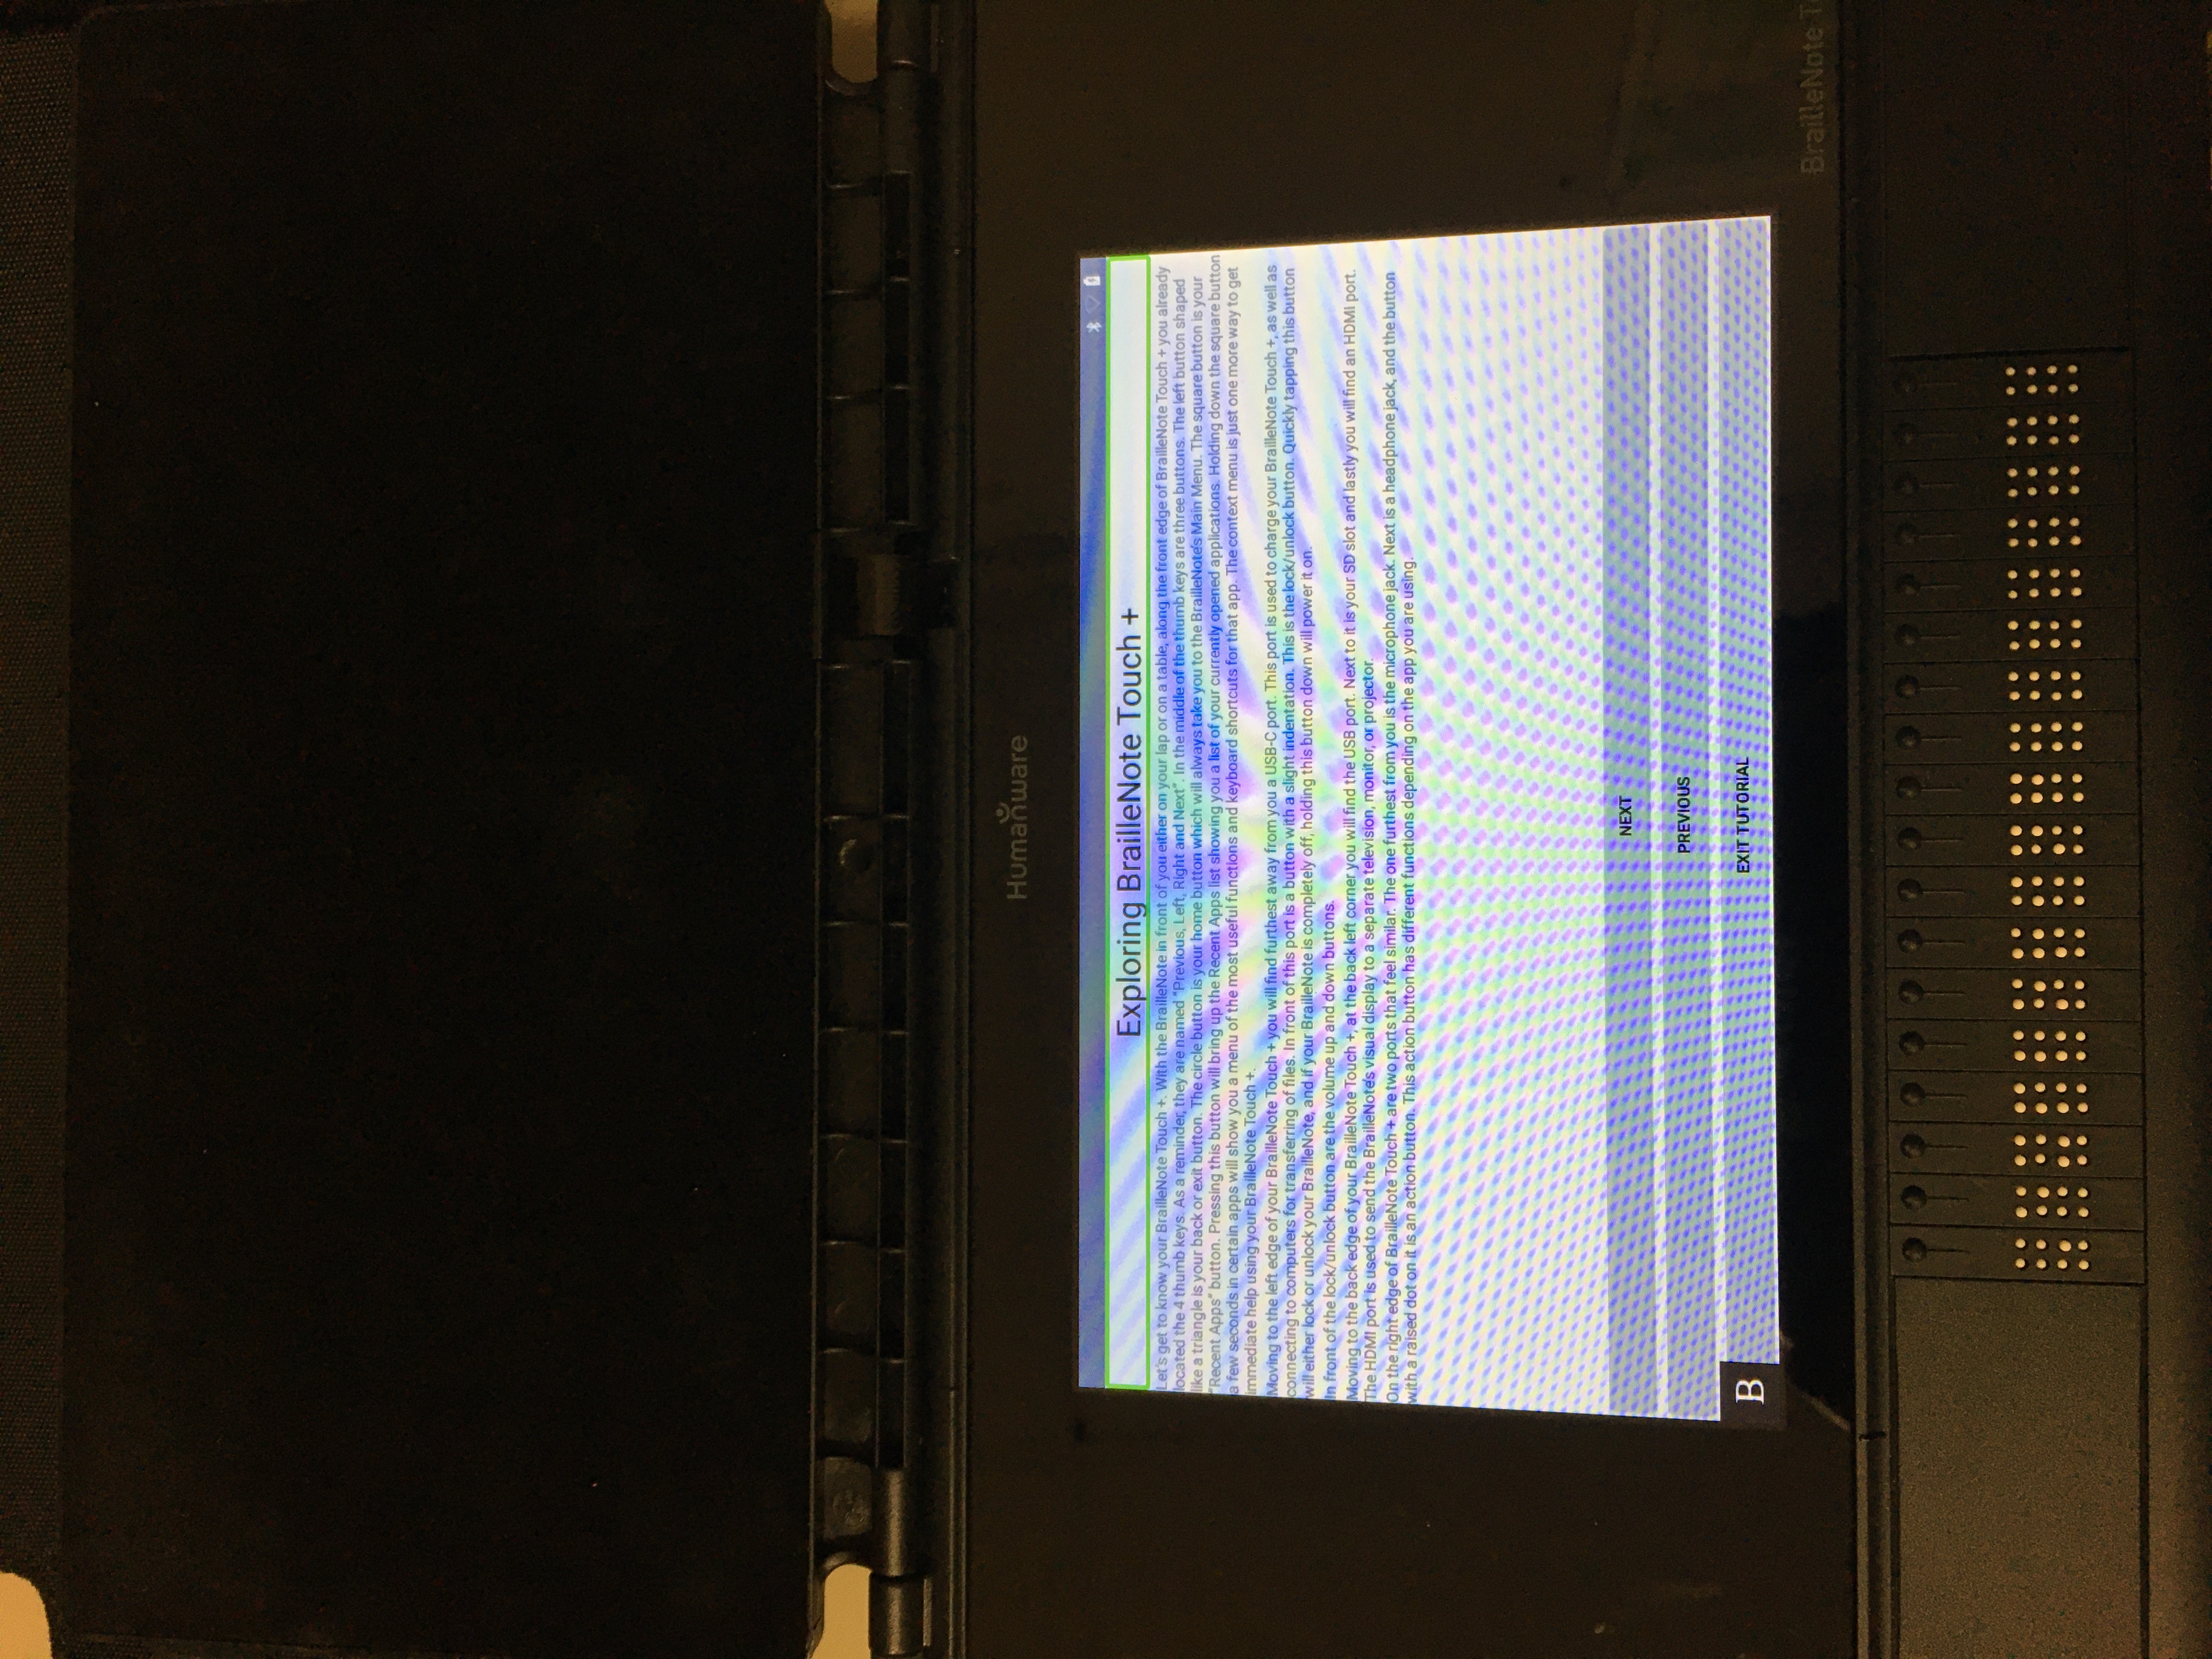 Humanware
Exploring BrailleNote Touch +
Let's get to know your BrailleNote Touch +. With the BrailleNote in front of you either on your lap or on a table, along the front edge of BrailleNote Touch + you already
located the 4 thumb keys. As a reminder, they are named "Previous, Left, Right and Next". In the middle of the thumb keys are three buttons. The left button shaped
like a triangle is your back or exit button. The circle button is your home button which will always take you to the BrailleNote's Main Menu. The square button is your
"Recent Apps" button. Pressing this button will bring up the Recent Apps list showing you a list of your currently opened applications. Holding down the square button
a few seconds in certain apps will show you a menu of the most useful functions and keyboard shortcuts for that app. The context menu is just one more way to get
immediate help using your BrailleNote Touch +.
Moving to the left edge of your BrailleNote Touch + you will find furthest away from you a USB-C port. This port is used to charge your BrailleNote Touch +, as well as
connecting to computers for transferring of files. In front of this port is a button with a slight indentation. This is the lock/unlock button. Quickly tapping this button
will either lock or unlock your BrailleNote, and if your BrailleNote is completely off, holding this button down will power it on.
In front of the lock/unlock button are the volume up and down buttons.
Moving to the back edge of your BrailleNote Touch +, at the back left corner you will find the USB port. Next to it is your SD slot and lastly you will find an HDMI port.
The HDMI port is used to send the BrailleNote's visual display to a separate television, monitor, or projector.
On the right edge of BrailleNote Touch + are two ports that feel similar. The one furthest from you is the microphone jack. Next is a headphone jack, and the button
with a raised dot on it is an action button. This action button has different functions depending on the app you are using.
NEXT
PREVIOUS
EXIT TUTORIAL
B
BrailleNote T